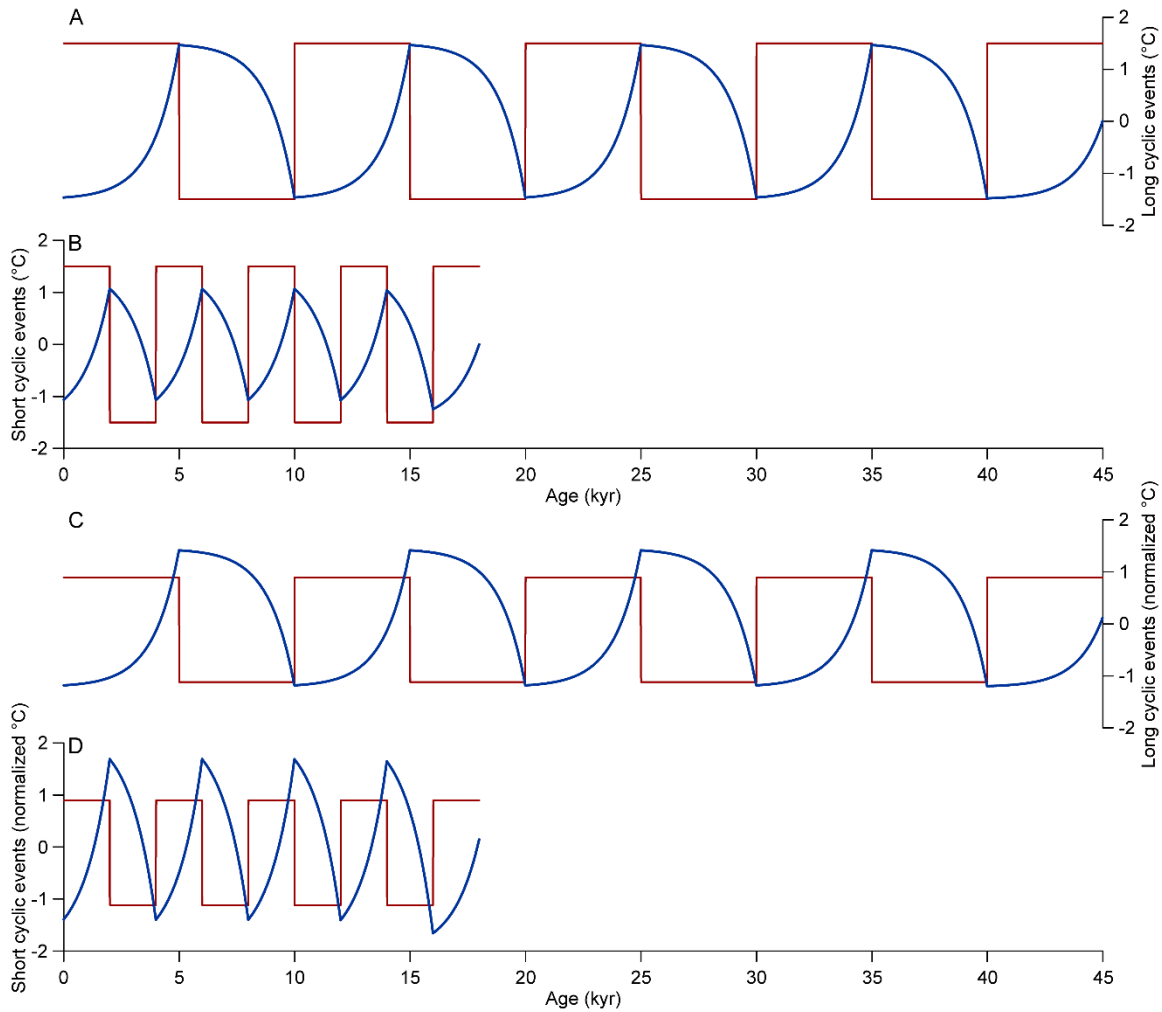 A
2
1
0
-1
-2
Long cyclic events (°C)
B
2
1
0
-1
-2
Short cyclic events (°C)
0 5 10 15 20 25 30 35 40 45
Age (kyr)
C
2
1
0
-1
-2
Long cyclic events (normalized °C)
D
2
1
0
-1
-2
Short cyclic events (normalized °C)
0 5 10 15 20 25 30 35 40 45
Age (kyr)